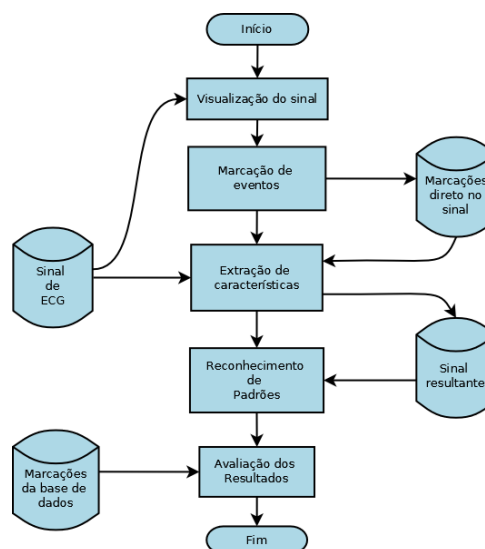 Início
Visualização do sinal
Marcação de
eventos
Marcações
direto no
sinal
Sinal
de
ECG
Extração de
características
Reconhecimento
de
Padrões
Sinal
resultante
Marcações
da base de
dados
Avaliação dos
Resultados
Fim